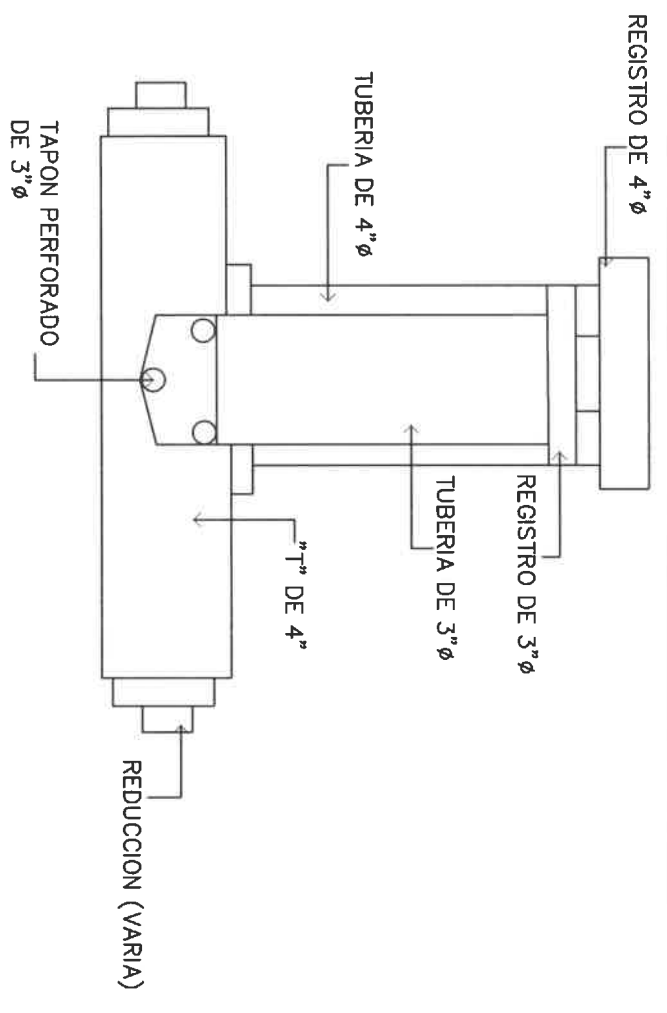 REGISTRO DE 4"ø
TUBERIA DE 4"ø
REGISTRO DE 3"ø
TUBERIA DE 3"ø
"T" DE 4"
TAPON PERFORADO
DE 3"ø
REDUCCION (VARIA)